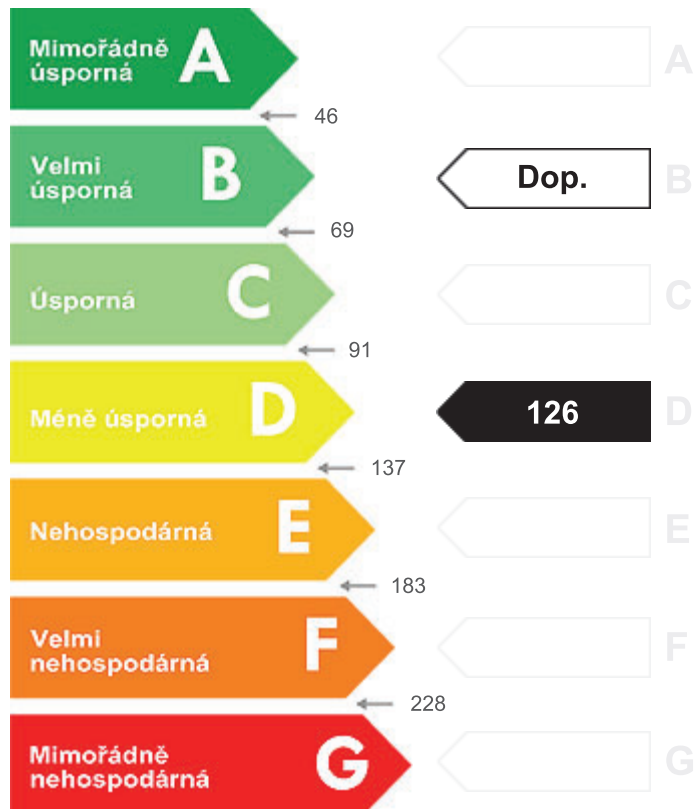 Mimořádně
úsporná
A
A
46
Velmi
úsporná
B
Dop.
B
69
Úsporná
C
C
91
Méně úsporná
D
126
D
137
Nehospodárná
E
E
183
Velmi
nehospodárná
F
F
228
Mimořádně
nehospodárná
G
G